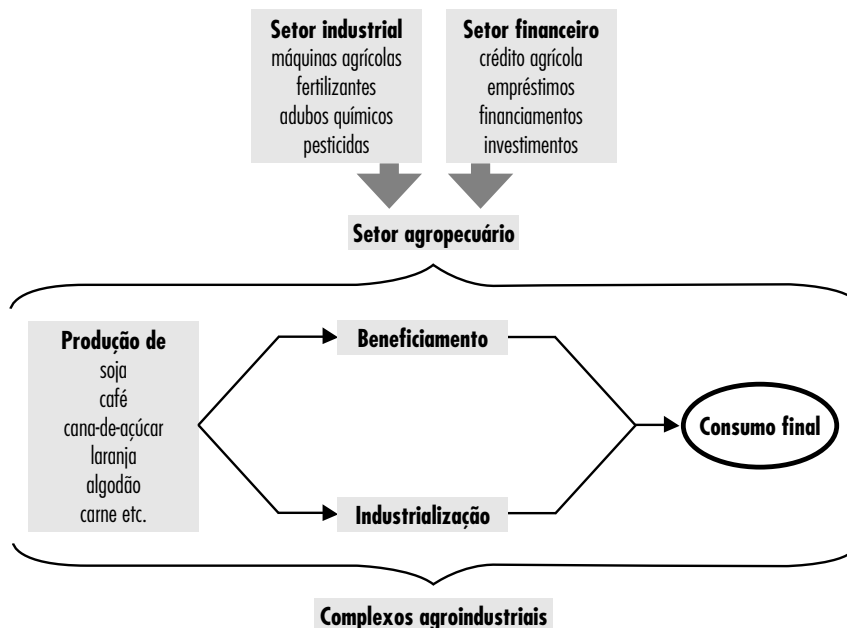 Setor industrial
máquinas agrícolas
fertilizantes
adubos químicos
pesticidas
Setor financeiro
crédito agrícola
empréstimos
financiamentos
investimentos
Setor agropecuário
Produção de
soja
café
cana-de-açúcar
laranja
algodão
carne etc.
Beneficiamento
Industrialização
Consumo final
Complexos agroindustriais